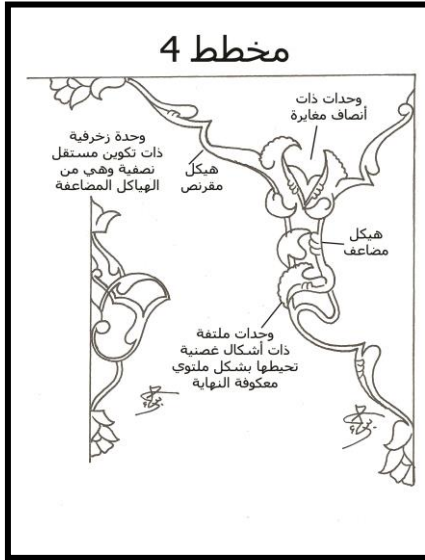 مخطط 4
وحدات ذات
أنصاف مغايرة
وحدة زخرفية
ذات تكوين مستقل
نصفية وهي من
الهياكل المضاعفة
هيكل
مقرنص
هيكل
مضاعف
وحدات ملتفة
ذات أشكال غصنية
تحيطها بشكل ملتوي
معكوفة النهاية